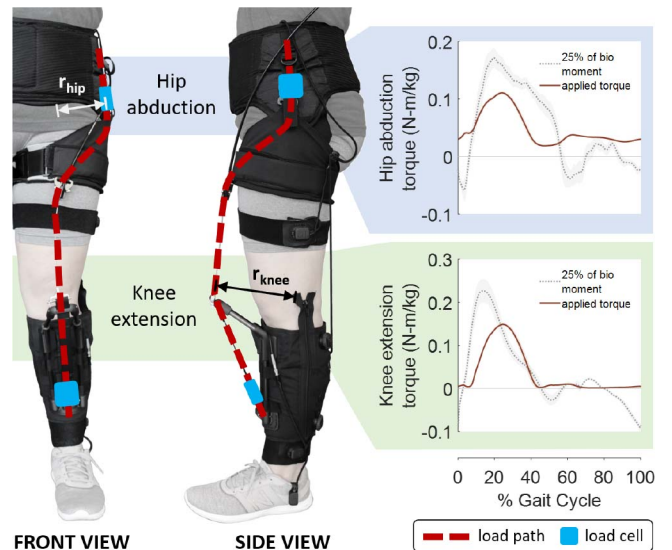 r_hip
Hip
abduction
Hip abduction
torque (N-m/kg)
0.2
0.1
0
-0.1
25% of bio
moment
applied torque
r_knee
Knee
extension
Knee extension
torque (N-m/kg)
0.3
0.2
0.1
0
-0.1
25% of bio
moment
applied torque
0 20 40 60 80 100
% Gait Cycle
FRONT VIEW
SIDE VIEW
load path
load cell